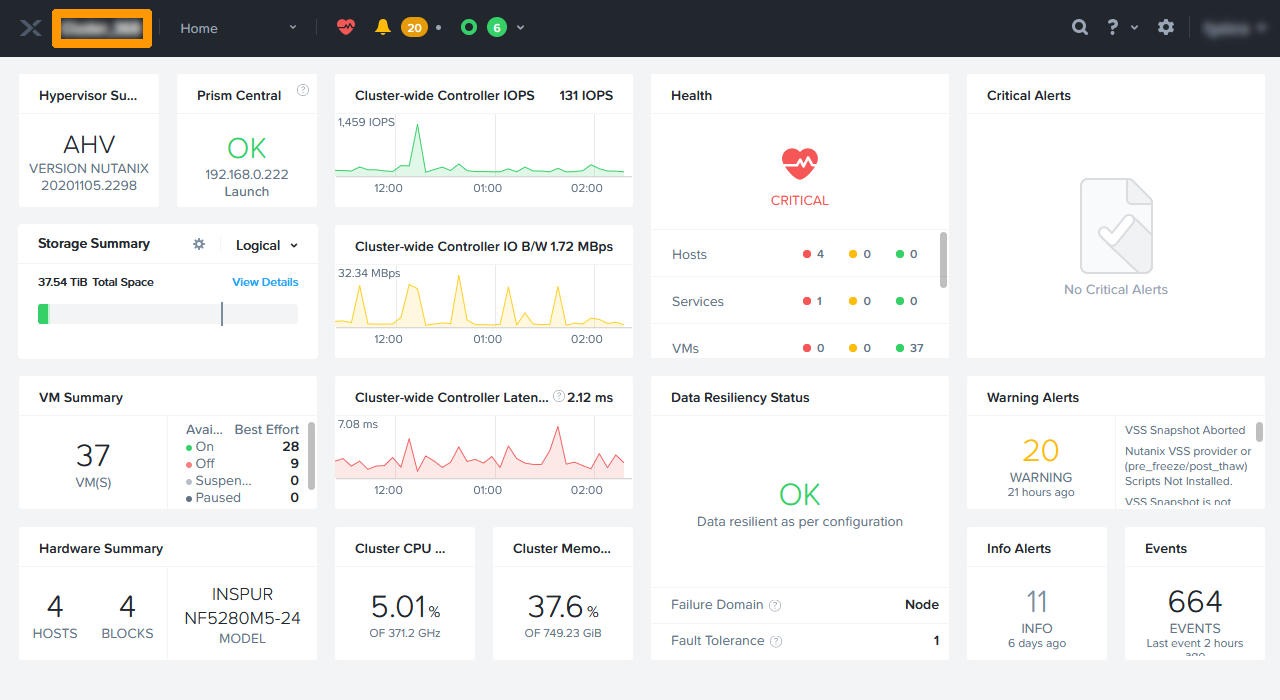 Home
20
6
?
Hypervisor Su...
AHV
VERSION NUTANIX
20201105.2298
Prism Central ?
OK
192.168.0.222
Launch
Cluster-wide Controller IOPS 131 IOPS
1,459 IOPS
12:00 01:00 02:00
Health
CRITICAL
Hosts 4 0 0
Services 1 0 0
VMs 0 0 37
Critical Alerts
No Critical Alerts
Storage Summary Logical
37.54 TiB Total Space View Details
Cluster-wide Controller IO B/W 1.72 MBps
32.34 MBps
12:00 01:00 02:00
VM Summary
37
VM(S)
Avai... Best Effort
On 28
Off 9
Suspen... 0
Paused 0
Cluster-wide Controller Laten... ? 2.12 ms
7.08 ms
12:00 01:00 02:00
Data Resiliency Status
OK
Data resilient as per configuration
Failure Domain ? Node
Fault Tolerance ? 1
Warning Alerts
20
WARNING
21 hours ago
VSS Snapshot Aborted
Nutanix VSS provider or
(pre_freeze/post_thaw)
Scripts Not Installed.
VSS Snapshot is not
Hardware Summary
4
HOSTS
4
BLOCKS
INSPUR
NF5280M5-24
MODEL
Cluster CPU ...
5.01%
OF 371.2 GHz
Cluster Memo...
37.6 %
OF 749.23 GiB
Info Alerts
11
INFO
6 days ago
Events
664
EVENTS
Last event 2 hours
ago